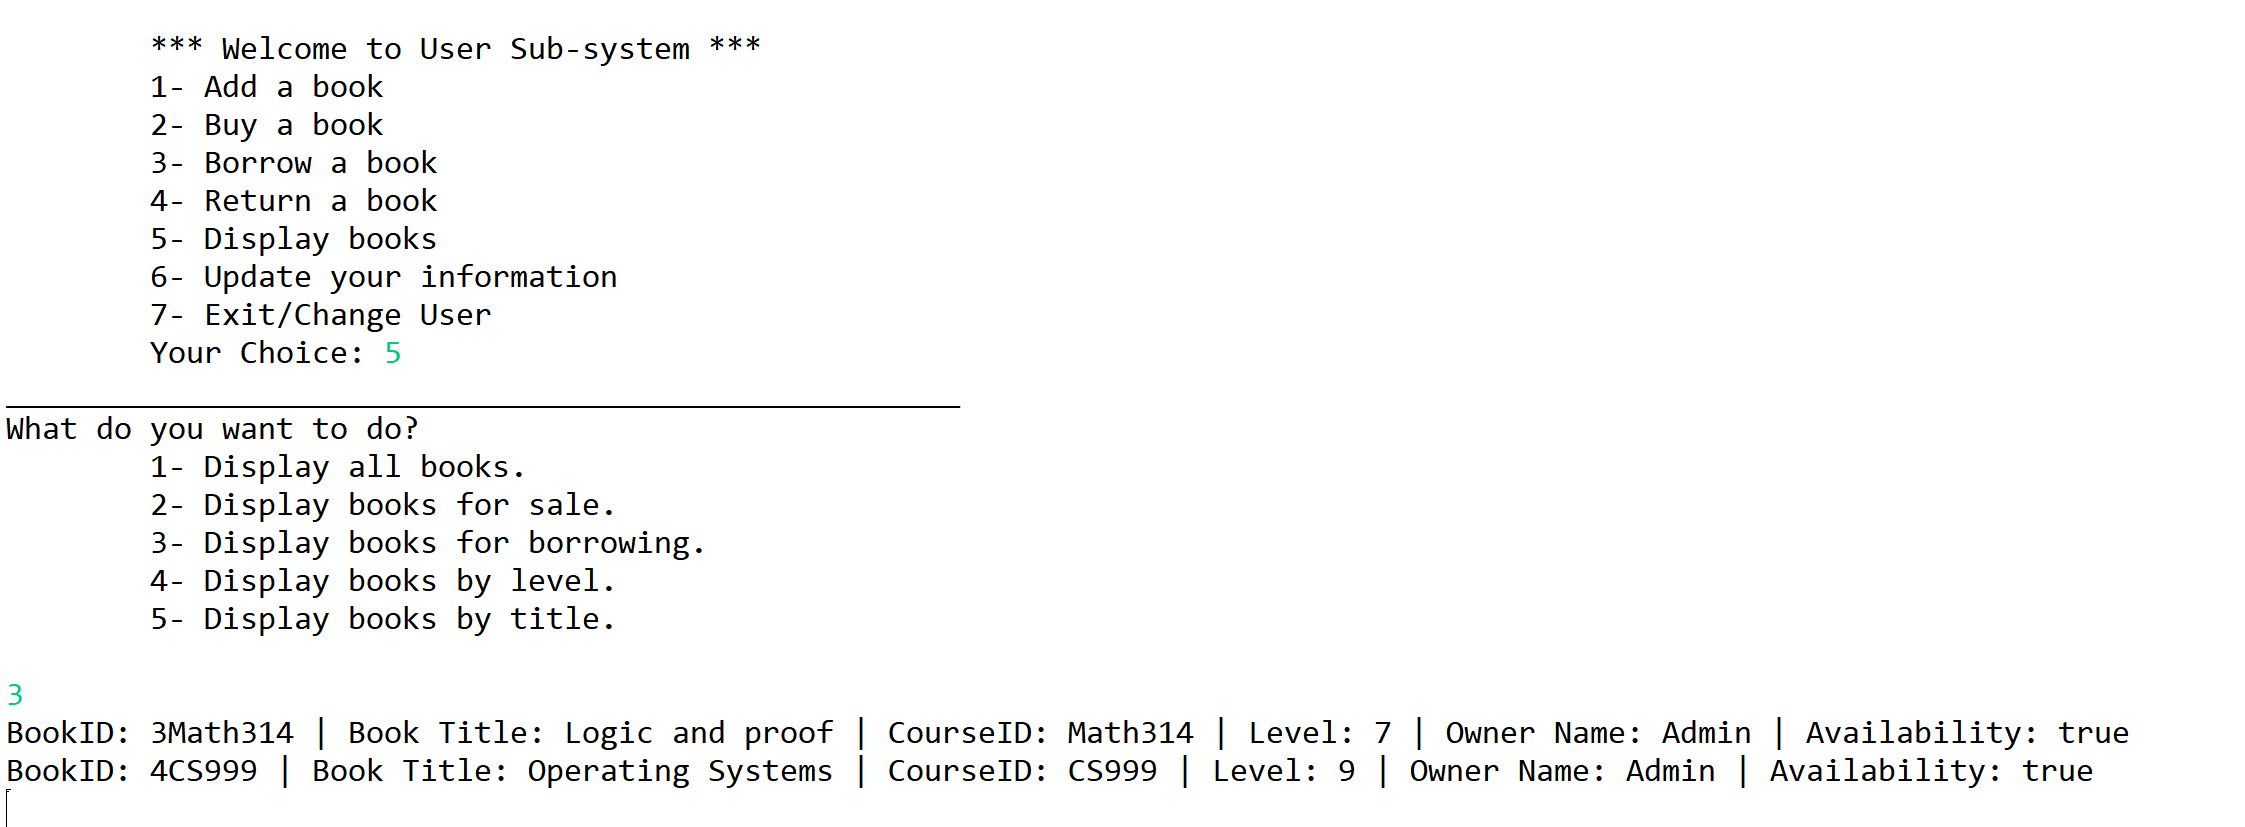 *** Welcome to User Sub-system ***
1- Add a book
2- Buy a book
3- Borrow a book
4- Return a book
5- Display books
6- Update your information
7- Exit/Change User
Your Choice: 5
_____________________________________________________
What do you want to do?
1- Display all books.
2- Display books for sale.
3- Display books for borrowing.
4- Display books by level.
5- Display books by title.
3
BookID: 3Math314 | Book Title: Logic and proof | CourseID: Math314 | Level: 7 | Owner Name: Admin | Availability: true
BookID: 4CS999 | Book Title: Operating Systems | CourseID: CS999 | Level: 9 | Owner Name: Admin | Availability: true